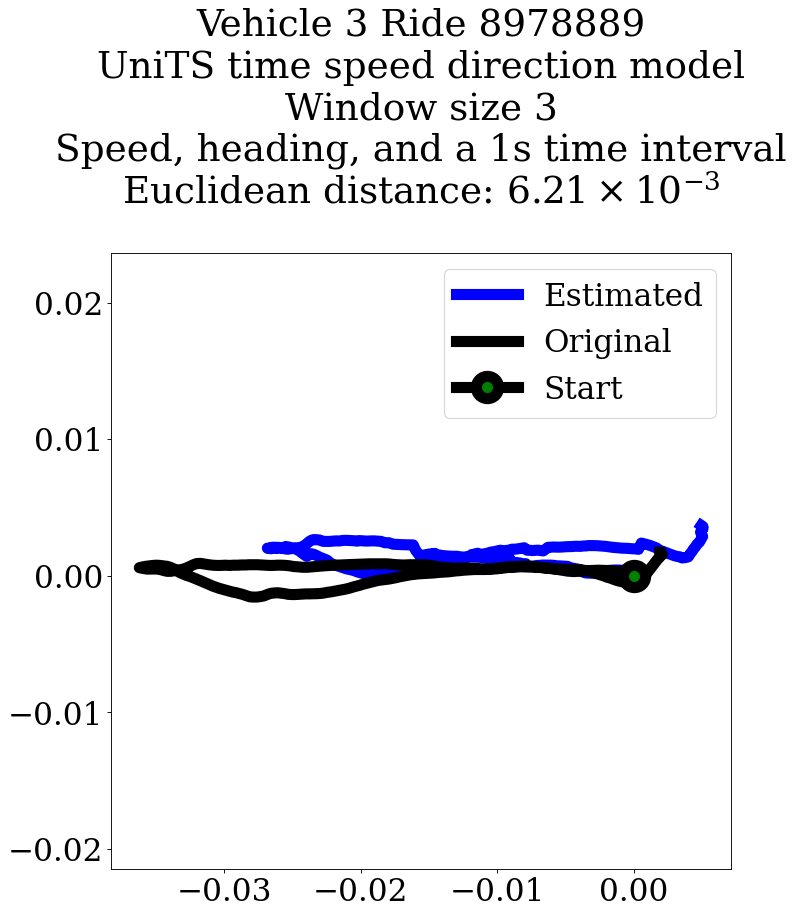 Vehicle 3 Ride 8978889
UniTS time speed direction model
Window size 3
Speed, heading, and a 1s time interval
Euclidean distance: 6.21 × 10⁻³
Estimated
Original
Start
0.02
0.01
0.00
−0.01
−0.02
−0.03
−0.02
−0.01
0.00